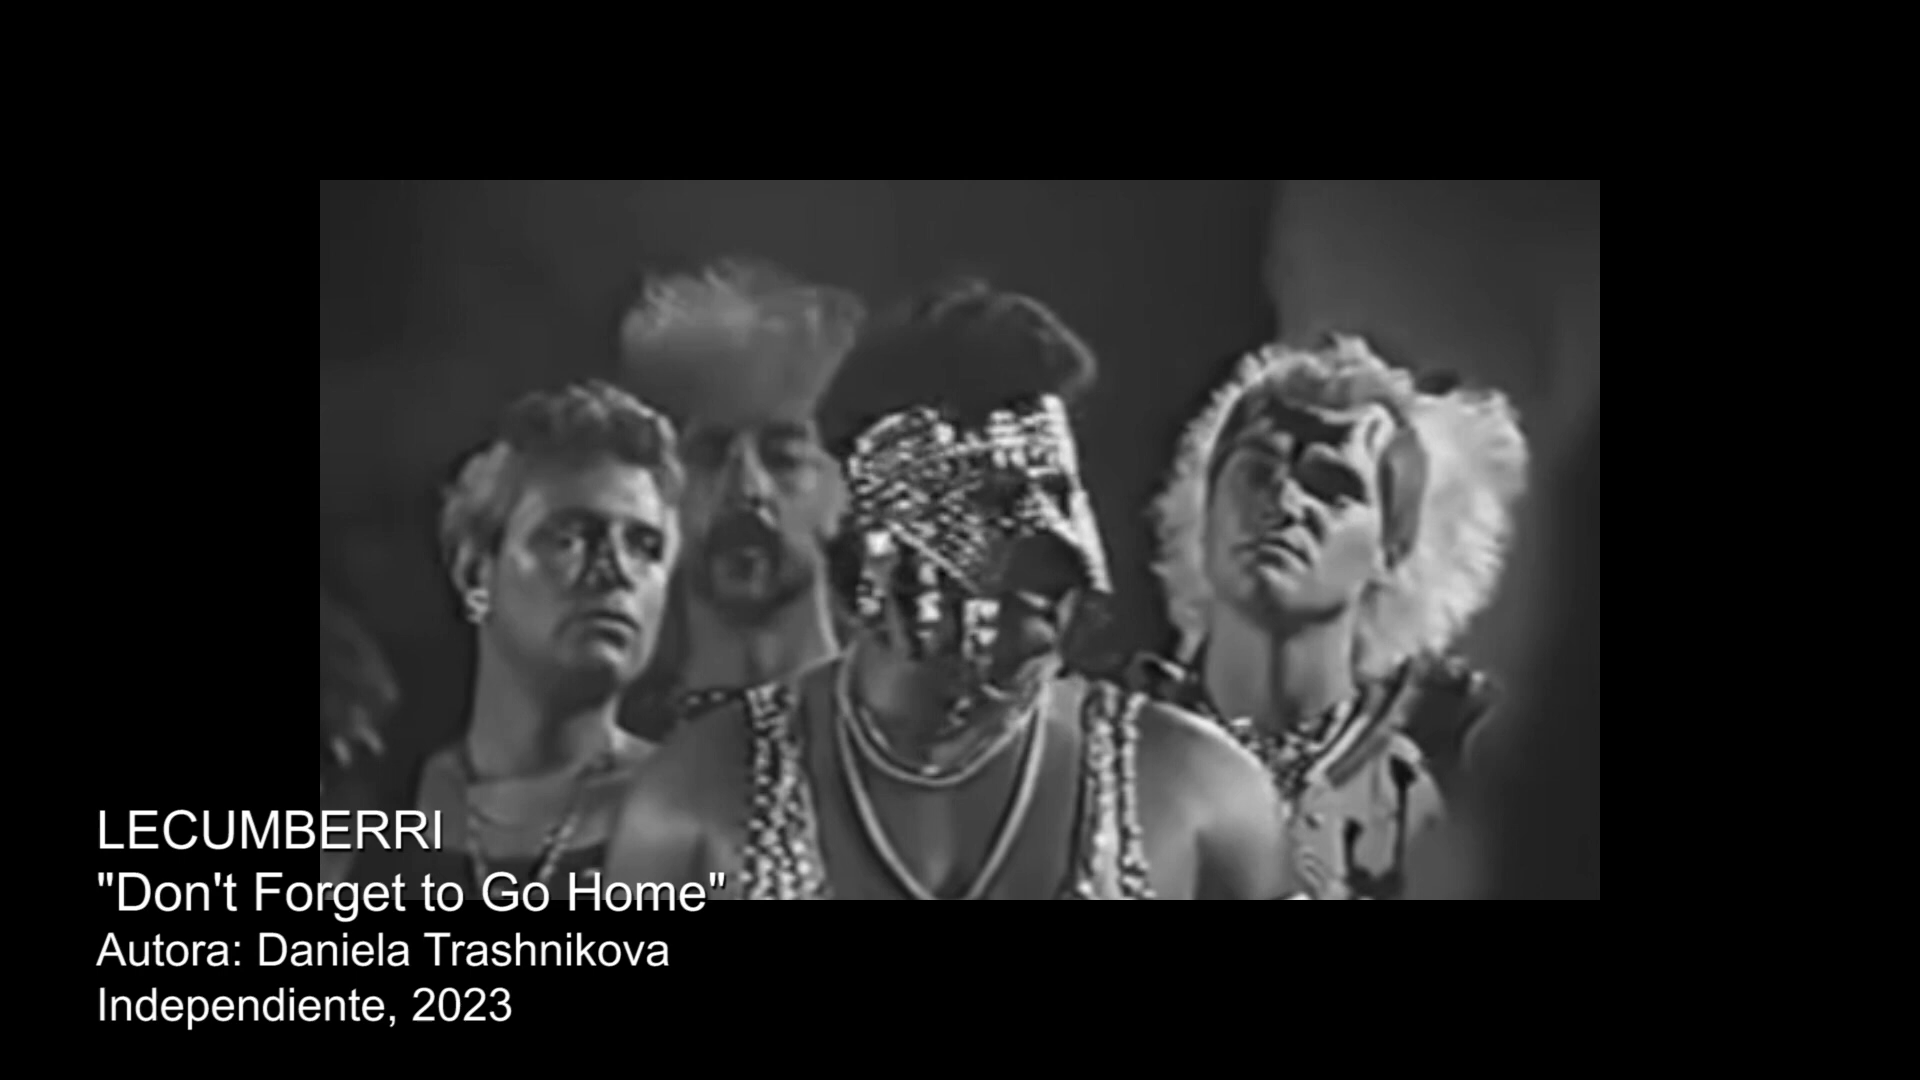 LECUMBERRI
"Don't Forget to Go Home"
Autora: Daniela Trashnikova
Independiente, 2023